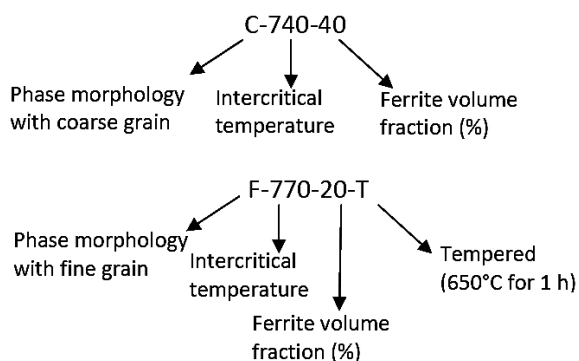 C-740-40
Phase morphology
with coarse grain
Intercritical
temperature
Ferrite volume
fraction (%)
F-770-20-T
Phase morphology
with fine grain
Intercritical
temperature
Ferrite volume
fraction (%)
Tempered
(650°C for 1 h)